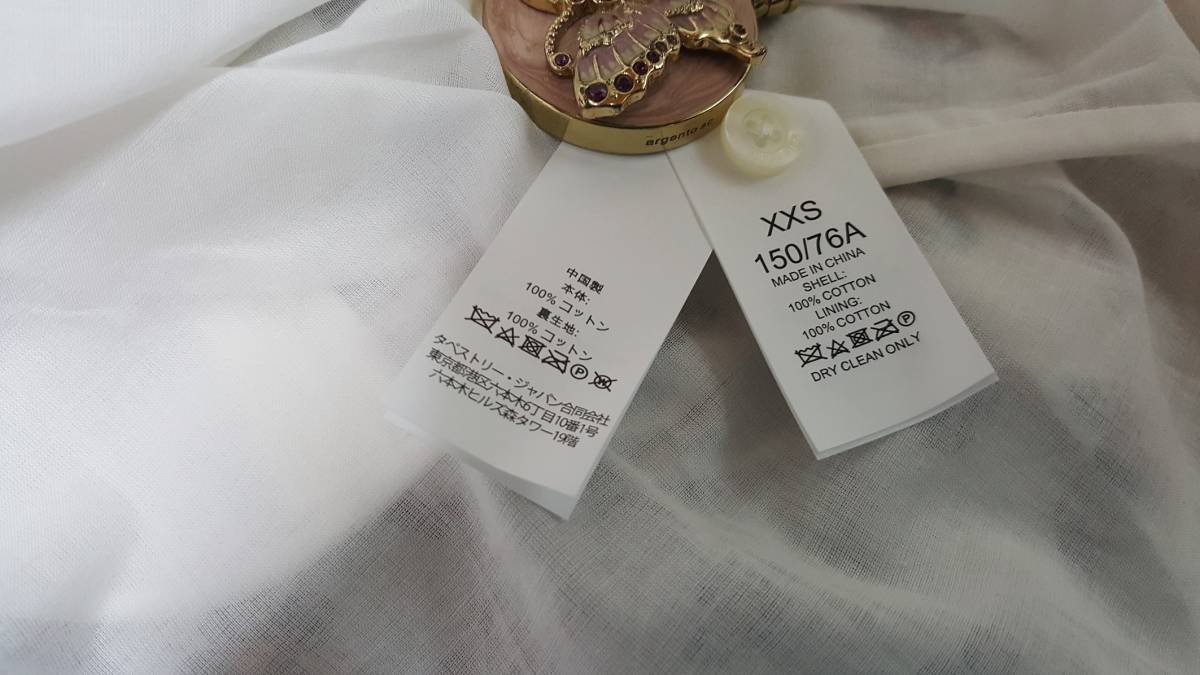 argento sc
中国製
本体:
100% コットン
裏生地:
100% コットン
タペストリー・ジャパン合同会社
東京都港区六本木6丁目10番1号
六本木ヒルズ森タワー19階
XXS
150/76A
MADE IN CHINA
SHELL:
100% COTTON
LINING:
100% COTTON
P
P W
DRY CLEAN ONLY